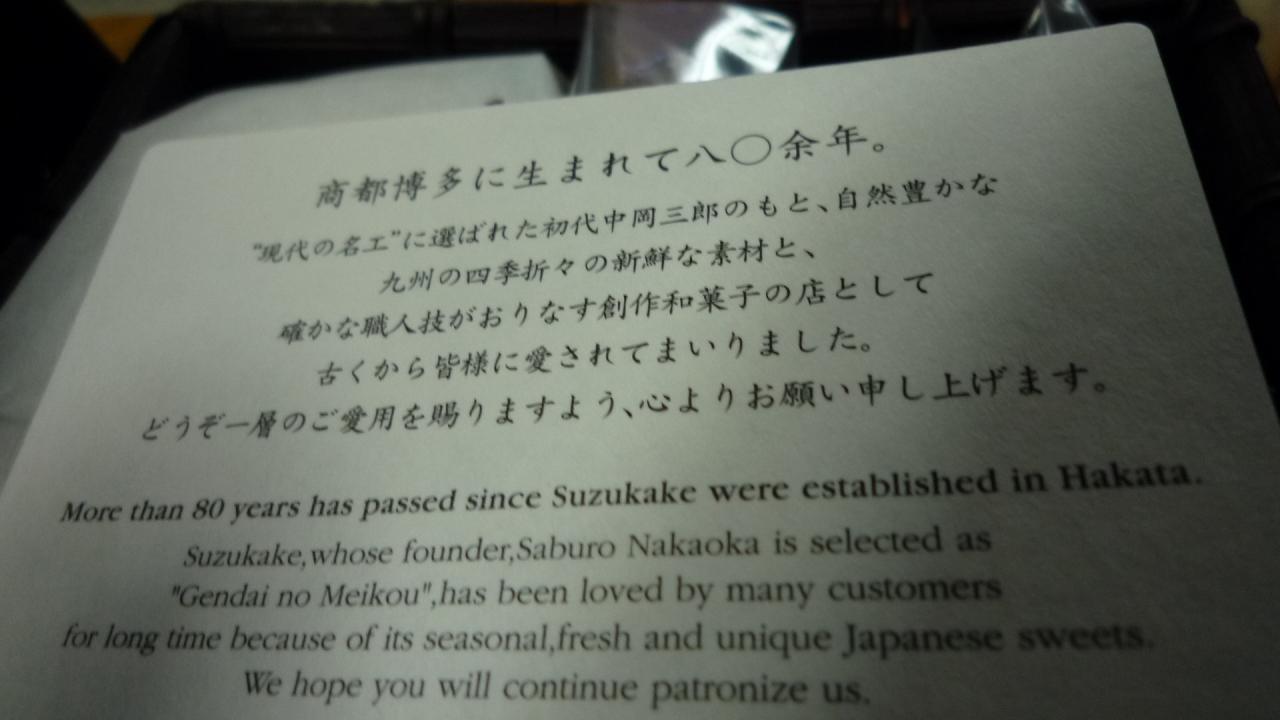 商都博多に生まれて八〇余年。
“現代の名工”に選ばれた初代中岡三郎のもと、自然豊かな
九州の四季折々の新鮮な素材と、
確かな職人技がおりなす創作和菓子の店として
古くから皆様に愛されてまいりました。
どうぞ一層のご愛用を賜りますよう、心よりお願い申し上げます。
More than 80 years has passed since Suzukake were established in Hakata.
Suzukake,whose founder,Saburo Nakaoka is selected as
"Gendai no Meikou",has been loved by many customers
for long time because of its seasonal,fresh and unique Japanese sweets.
We hope you will continue patronize us.